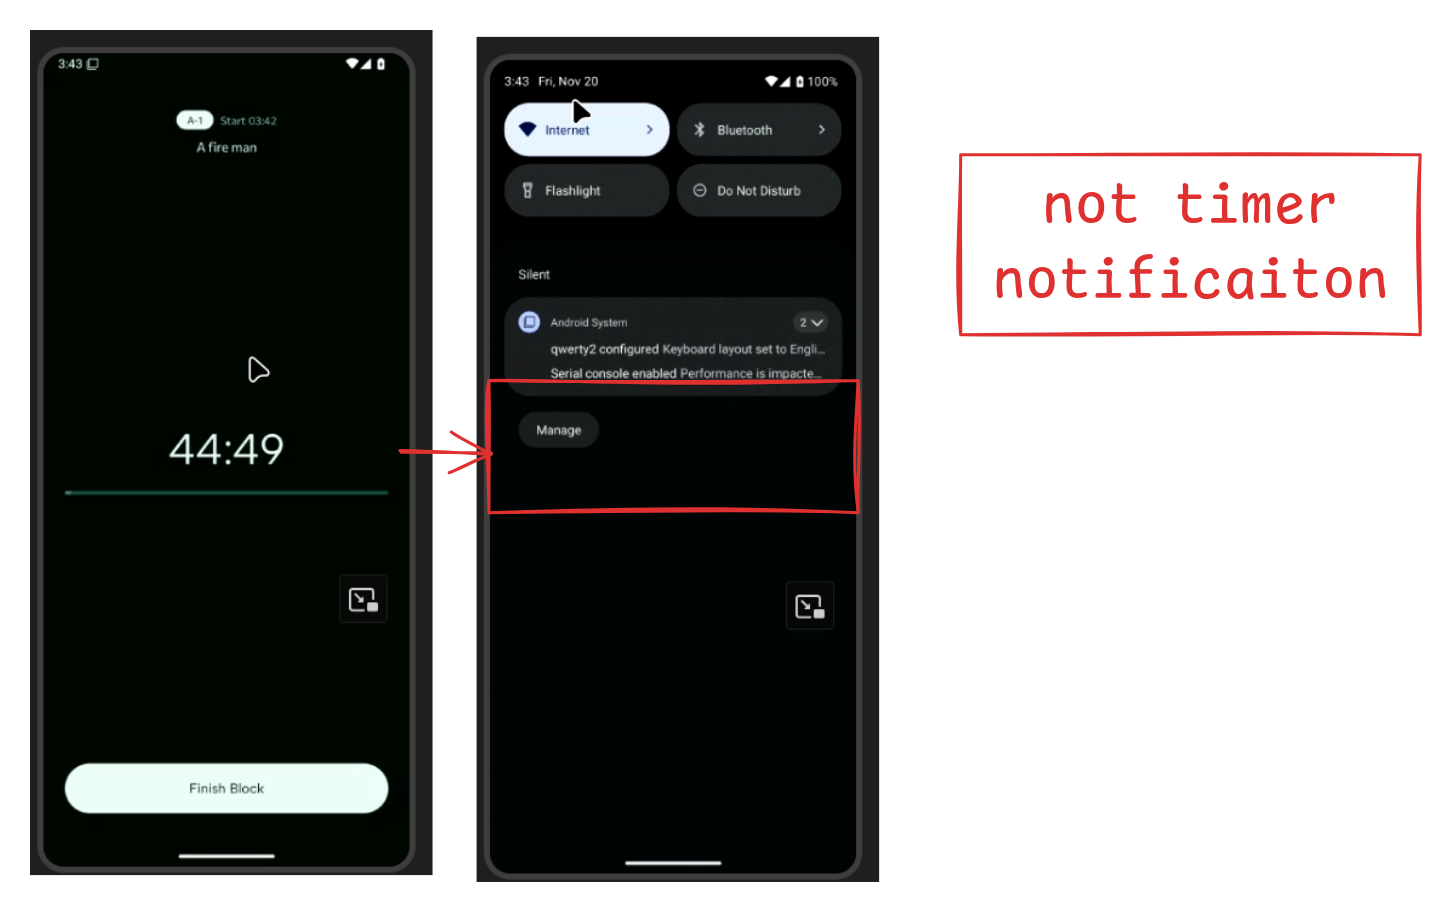 3:43
A-1 Start 03:42
A fire man
44:49
Finish Block
3:43 Fri, Nov 20 100%
Internet
Bluetooth
Flashlight
Do Not Disturb
Silent
Android System 2
qwerty2 configured Keyboard layout set to Engli...
Serial console enabled Performance is impacte...
Manage
not timer
notificaiton